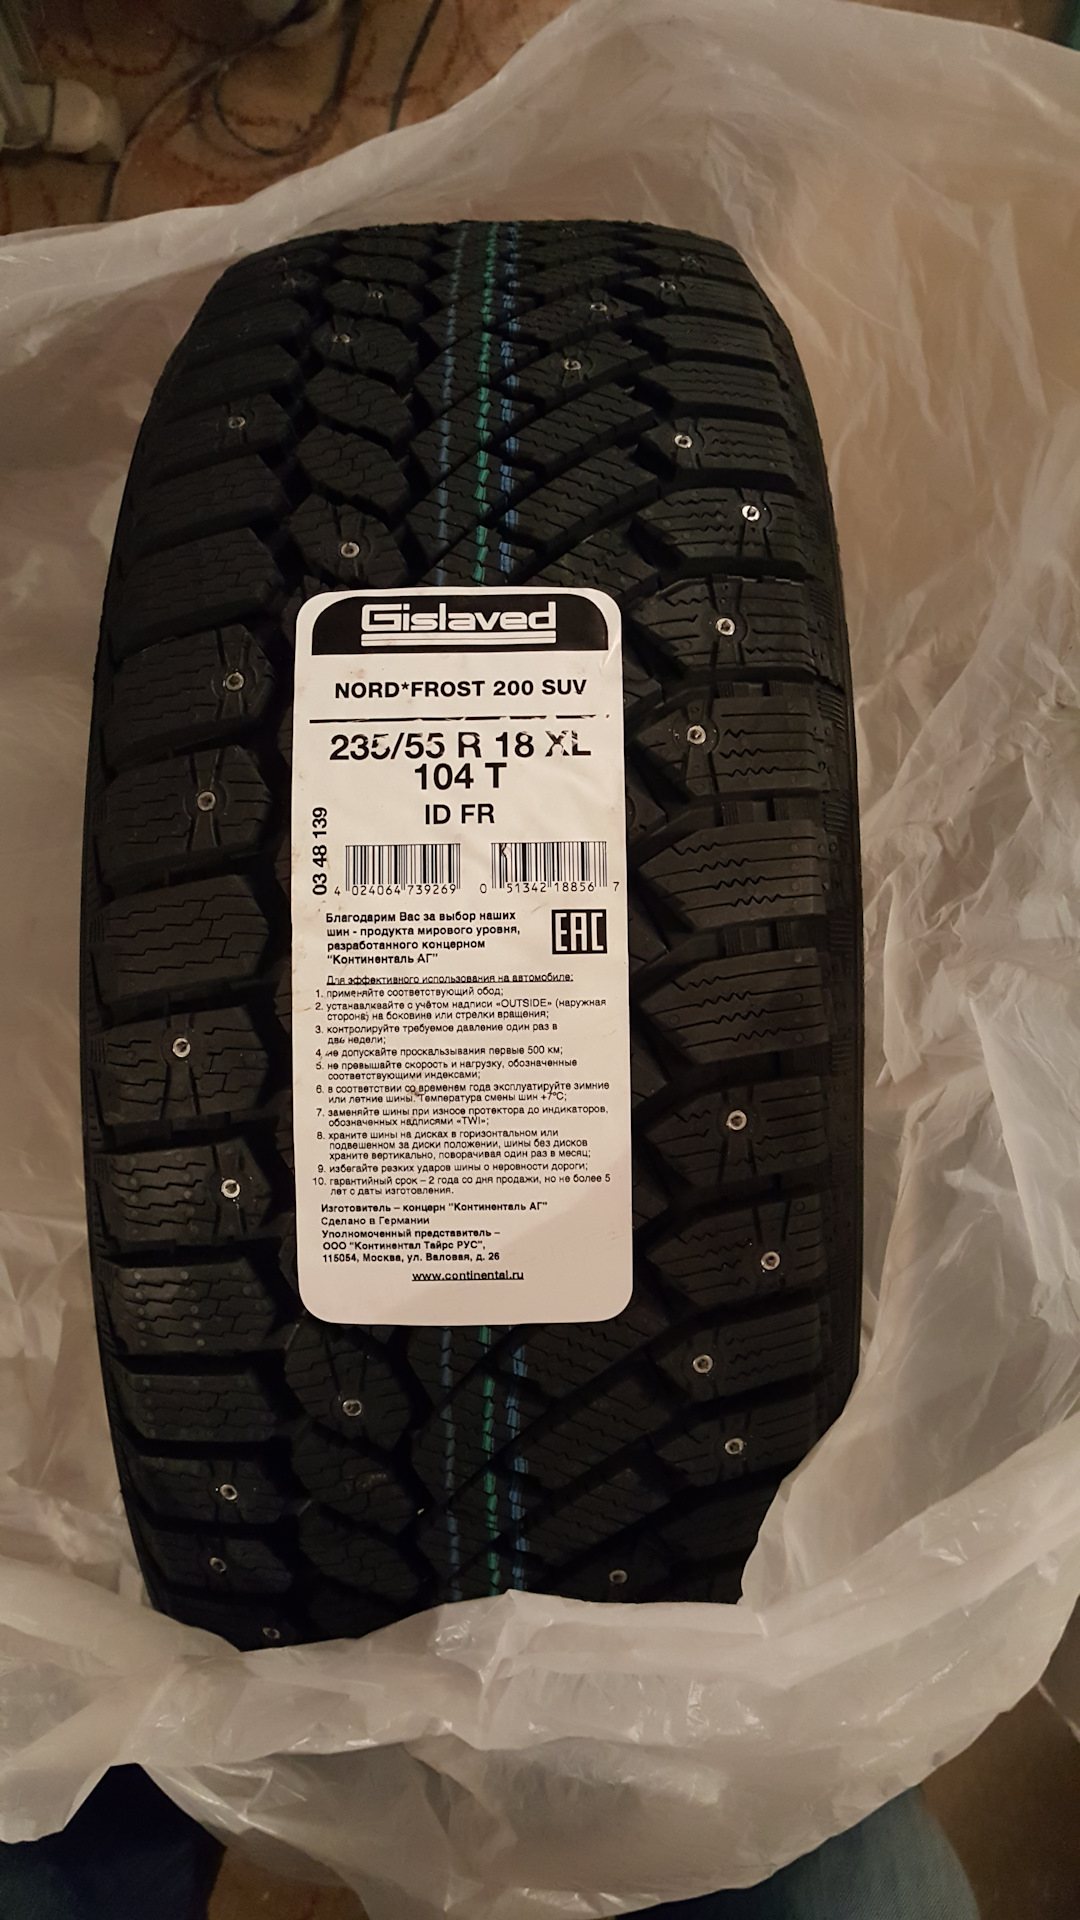 Gislaved
NORD*FROST 200 SUV
235/55 R 18 XL
104 T
ID FR
03 48 139
4 024064 739269
0 51342 18856 7
Благодарим Вас за выбор наших
шин - продукта мирового уровня,
разработанного концерном
"Континенталь АГ"
EAC
Для эффективного использования на автомобиле:
1. применяйте соответствующий обод;
2. устанавливайте с учётом надписи «OUTSIDE» (наружная
сторона) на боковине или стрелки вращения;
3. контролируйте требуемое давление один раз в
две недели;
4. не допускайте проскальзывания первые 500 км;
5. не превышайте скорость и нагрузку, обозначенные
соответствующими индексами;
6. в соответствии со временем года эксплуатируйте зимние
или летние шины. Температура смены шин +7°C;
7. заменяйте шины при износе протектора до индикаторов,
обозначенных надписями «TWI»;
8. храните шины на дисках в горизонтальном или
подвешенном за диски положении, шины без дисков
храните вертикально, поворачивая один раз в месяц;
9. избегайте резких ударов шины о неровности дороги;
10. гарантийный срок – 2 года со дня продажи, но не более 5
лет с даты изготовления.
Изготовитель – концерн "Континенталь АГ"
Сделано в Германии
Уполномоченный представитель –
ООО "Континентал Тайрс РУС",
115054, Москва, ул. Валовая, д. 26
www.continental.ru